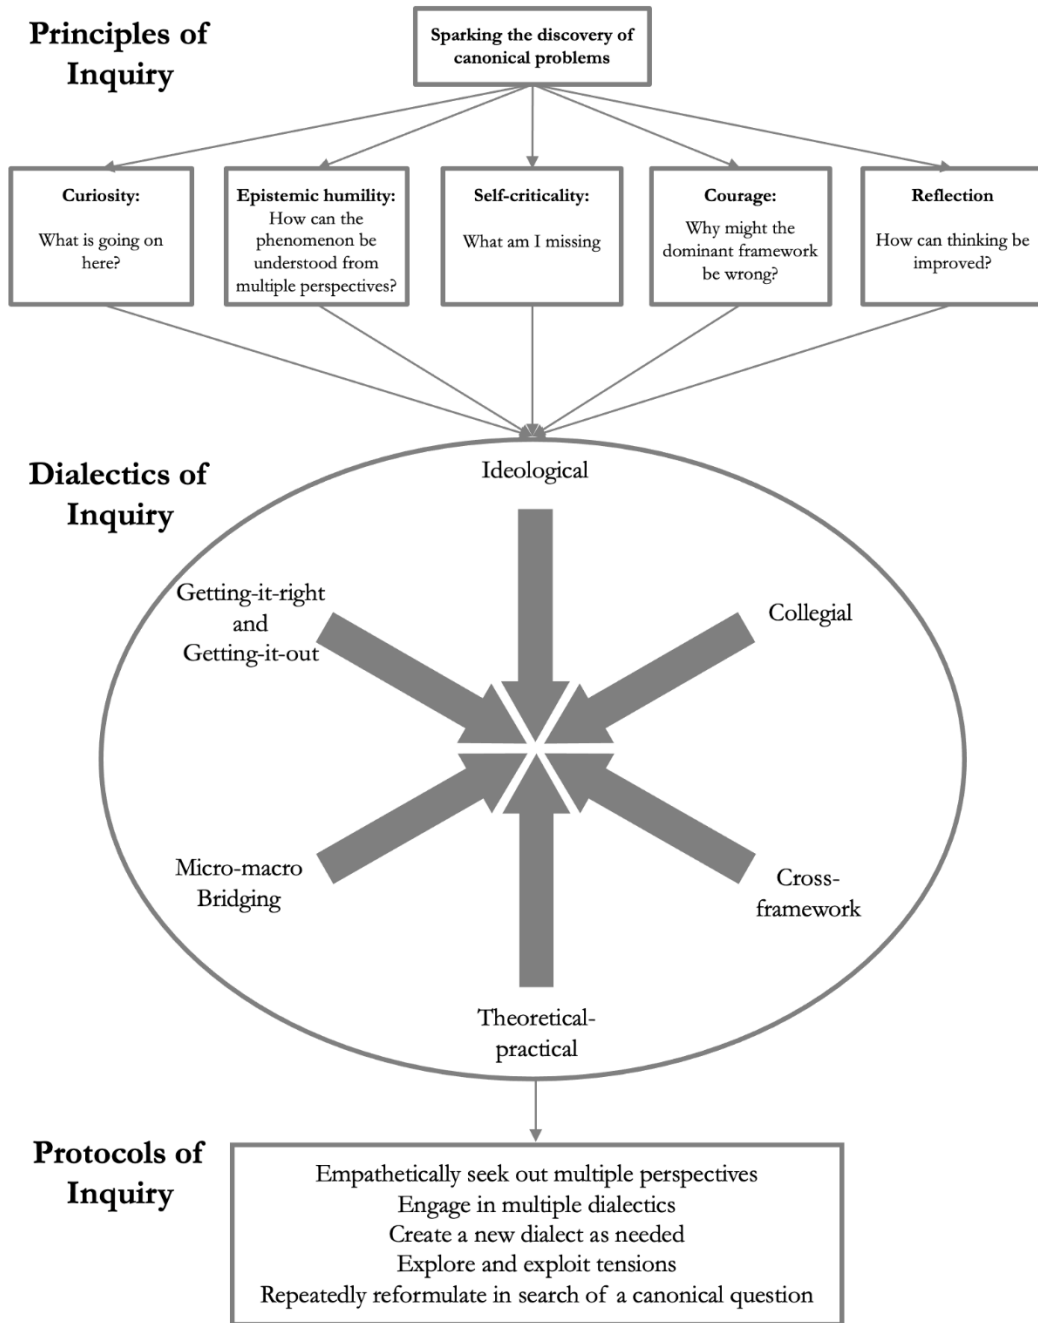 Principles of
Inquiry
Sparking the discovery of
canonical problems
Curiosity:
What is going on
here?
Epistemic humility:
How can the
phenomenon be
understood from
multiple perspectives?
Self-criticality:
What am I missing
Courage:
Why might the
dominant framework
be wrong?
Reflection
How can thinking be
improved?
Dialectics of
Inquiry
Ideological
Getting-it-right
and
Getting-it-out
Collegial
Micro-macro
Bridging
Cross-
framework
Theoretical-
practical
Protocols of
Inquiry
Empathetically seek out multiple perspectives
Engage in multiple dialectics
Create a new dialect as needed
Explore and exploit tensions
Repeatedly reformulate in search of a canonical question